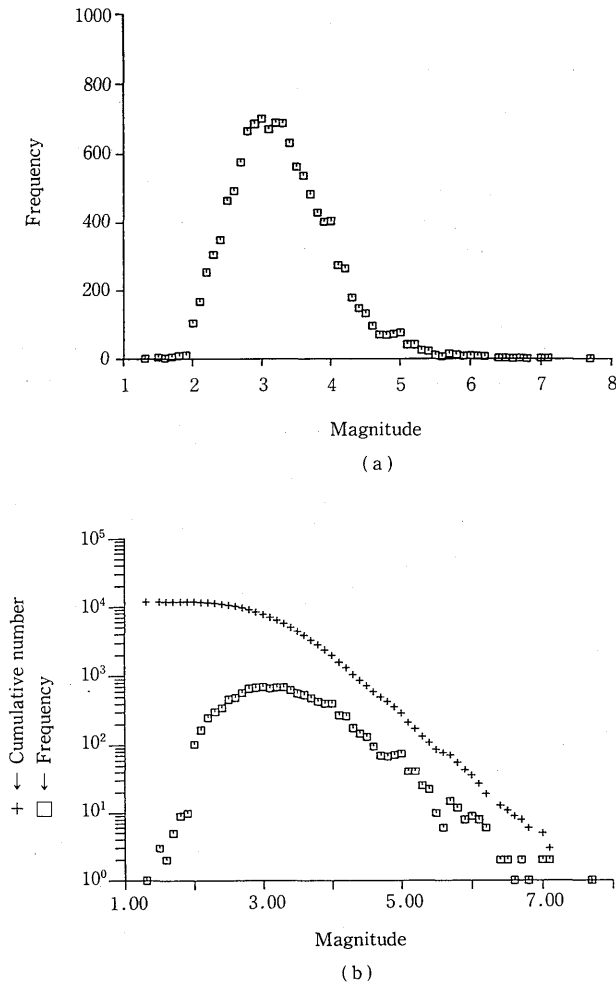 1000
800
600
400
200
0
Frequency
1 2 3 4 5 6 7 8
Magnitude
(a)
10⁵
10⁴
10³
10²
10¹
10⁰
+ ← Cumulative number
□ ← Frequency
1.00 3.00 5.00 7.00
Magnitude
(b)